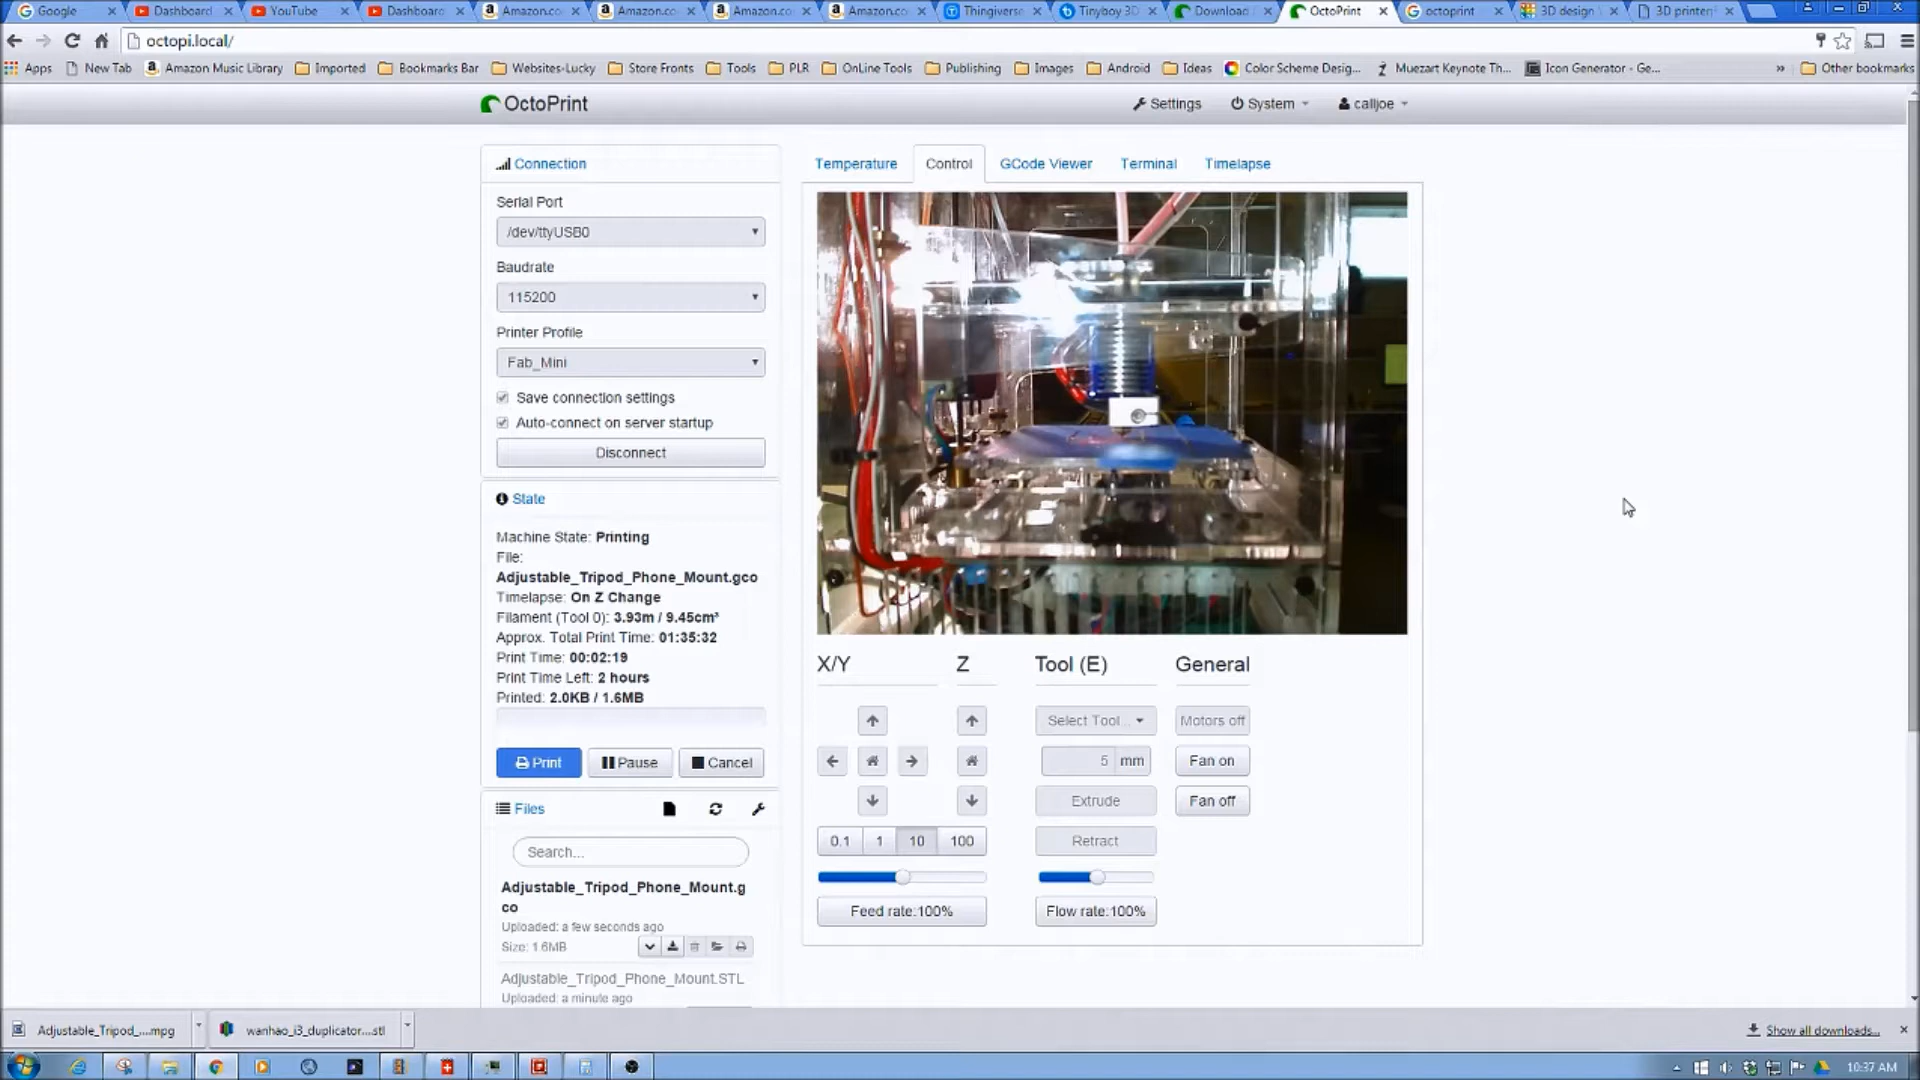 Google
Dashboard
YouTube
Dashboard
Amazon.co
Amazon.co
Amazon.co
Amazon.co
Thingiverse
Tinyboy 3D
Download
OctoPrint
octoprint
3D design
3D printer
octopi.local/
Apps
New Tab
Amazon Music Library
Imported
Bookmarks Bar
Websites-Lucky
Store Fronts
Tools
PLR
OnLine Tools
Publishing
Images
Android
Ideas
Color Scheme Desig...
Muezart Keynote Th...
Icon Generator - Ge...
»
Other bookmarks
OctoPrint
Settings
System
calljoe
Connection
Serial Port
/dev/ttyUSB0
Baudrate
115200
Printer Profile
Fab_Mini
Save connection settings
Auto-connect on server startup
Disconnect
State
Machine State: Printing
File:
Adjustable_Tripod_Phone_Mount.gco
Timelapse: On Z Change
Filament (Tool 0): 3.93m / 9.45cm³
Approx. Total Print Time: 01:35:32
Print Time: 00:02:19
Print Time Left: 2 hours
Printed: 2.0KB / 1.6MB
Print
Pause
Cancel
Files
Search...
Adjustable_Tripod_Phone_Mount.g
co
Uploaded: a few seconds ago
Size: 1.6MB
Adjustable_Tripod_Phone_Mount.STL
Uploaded: a minute ago
Temperature
Control
GCode Viewer
Terminal
Timelapse
X/Y
Z
Tool (E)
General
Select Tool...
Motors off
5 mm
Fan on
Extrude
Fan off
0.1
1
10
100
Retract
Feed rate:100%
Flow rate:100%
Adjustable_Tripod_....mpg
wanhao_i3_duplicator....stl
Show all downloads...
10:37 AM